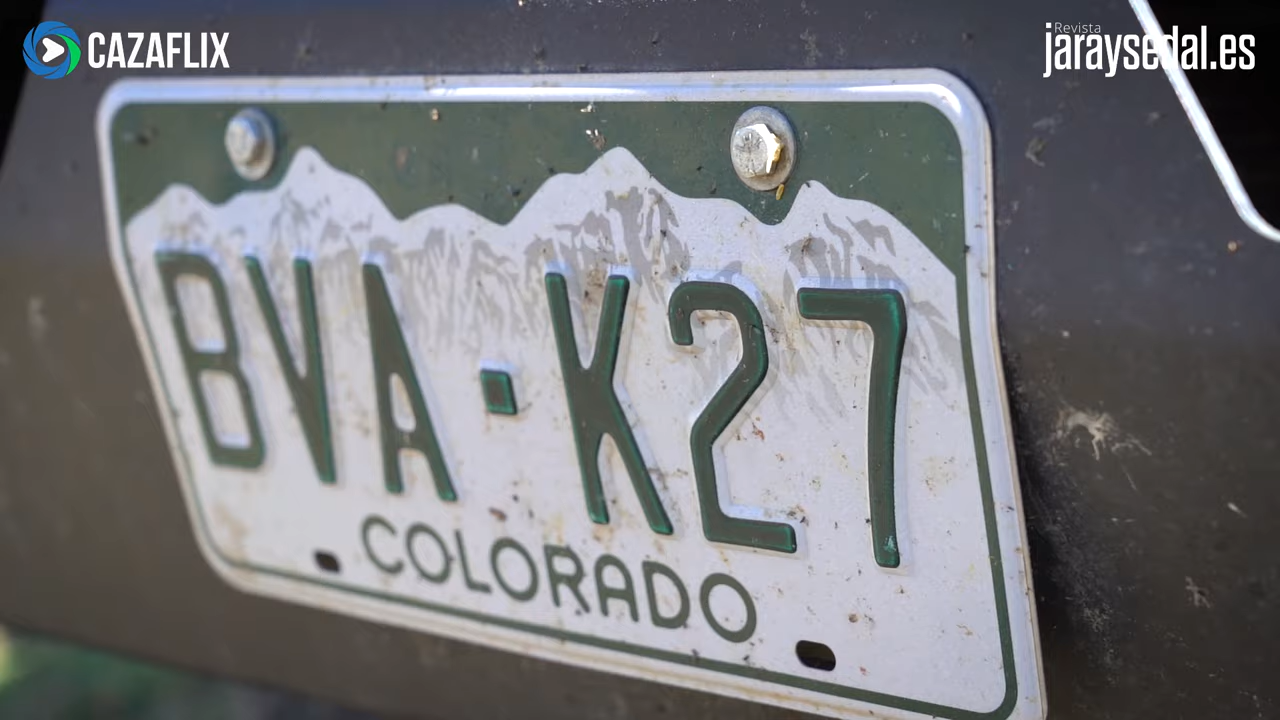 CAZAFLIX
Revista
jaraysedal.es
BVA·K27
COLORADO